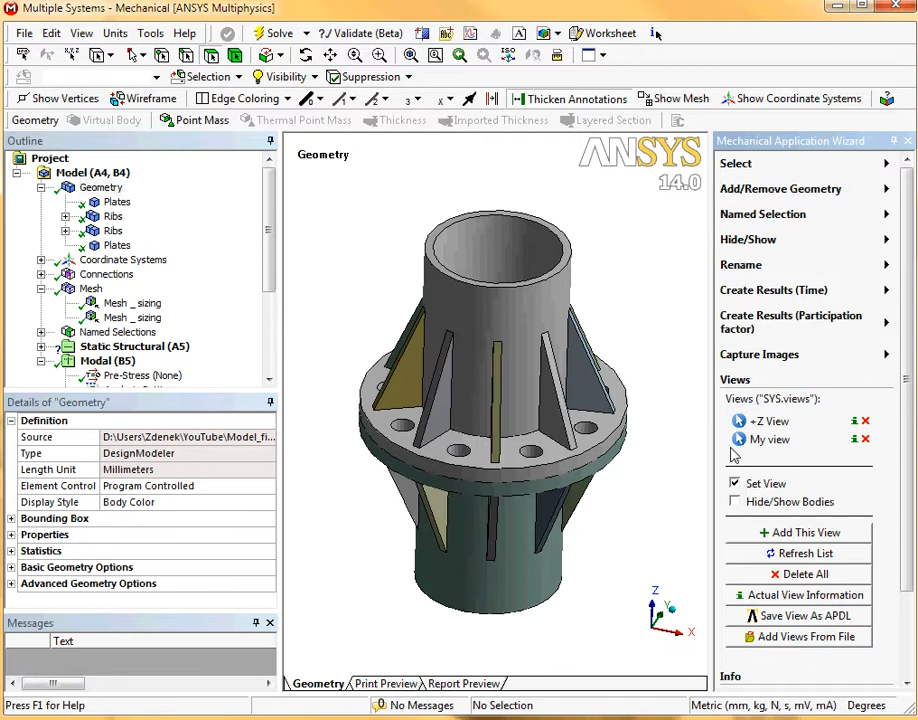 Multiple Systems - Mechanical [ANSYS Multiphysics]
File Edit View Units Tools Help Solve ?/ Validate (Beta) Worksheet
Selection Visibility Suppression
Show Vertices Wireframe Edge Coloring Thicken Annotations Show Mesh Show Coordinate Systems
Geometry Virtual Body Point Mass Thermal Point Mass Thickness Imported Thickness Layered Section
Outline
Project
Model (A4, B4)
Geometry
Plates
Ribs
Ribs
Plates
Coordinate Systems
Connections
Mesh
Mesh _ sizing
Mesh _ sizing
Named Selections
Static Structural (A5)
Modal (B5)
Pre-Stress (None)
Details of "Geometry"
Definition
Source D:\Users\Zdenek\YouTube\Model_fi...
Type DesignModeler
Length Unit Millimeters
Element Control Program Controlled
Display Style Body Color
Bounding Box
Properties
Statistics
Basic Geometry Options
Advanced Geometry Options
Messages
Text
Geometry
ANSYS
14.0
Z
Y
X
Geometry Print Preview Report Preview
Mechanical Application Wizard
Select
Add/Remove Geometry
Named Selection
Hide/Show
Rename
Create Results (Time)
Create Results (Participation
factor)
Capture Images
Views
Views ("SYS.views"):
+Z View
My view
Set View
Hide/Show Bodies
Add This View
Refresh List
Delete All
Actual View Information
Save View As APDL
Add Views From File
Info
Press F1 for Help No Messages No Selection Metric (mm, kg, N, s, mV, mA) Degrees